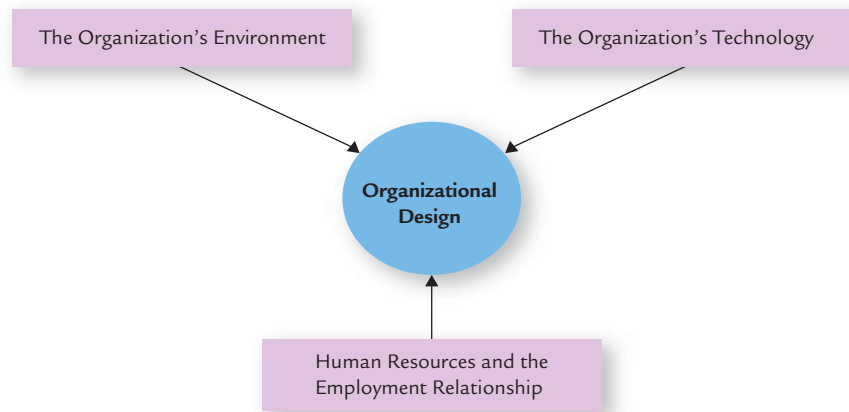 The Organization’s Environment
The Organization’s Technology
Organizational
Design
Human Resources and the
Employment Relationship